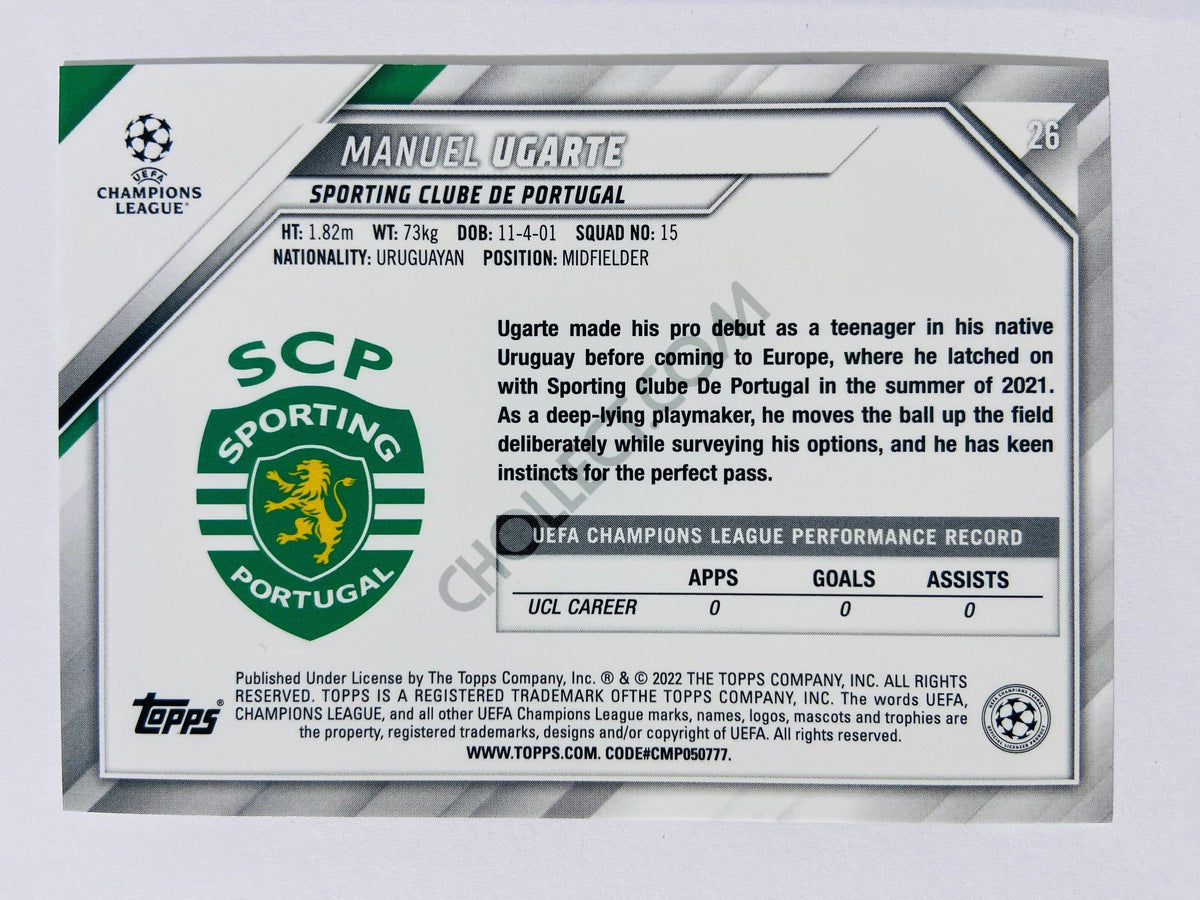 UEFA
CHAMPIONS
LEAGUE®
MANUEL UGARTE
26
SPORTING CLUBE DE PORTUGAL
HT: 1.82m WT: 73kg DOB: 11-4-01 SQUAD NO: 15
NATIONALITY: URUGUAYAN POSITION: MIDFIELDER
SCP
SPORTING
PORTUGAL
Ugarte made his pro debut as a teenager in his native
Uruguay before coming to Europe, where he latched on
with Sporting Clube De Portugal in the summer of 2021.
As a deep-lying playmaker, he moves the ball up the field
deliberately while surveying his options, and he has keen
instincts for the perfect pass.
CHOLLECT.COM
UEFA CHAMPIONS LEAGUE PERFORMANCE RECORD
APPS GOALS ASSISTS
UCL CAREER 0 0 0
Published Under License by The Topps Company, Inc. ® & © 2022 THE TOPPS COMPANY, INC. ALL RIGHTS
RESERVED. TOPPS IS A REGISTERED TRADEMARK OFTHE TOPPS COMPANY, INC. The words UEFA,
CHAMPIONS LEAGUE, and all other UEFA Champions League marks, names, logos, mascots and trophies are
the property, registered trademarks, designs and/or copyright of UEFA. All rights reserved.
WWW.TOPPS.COM. CODE#CMP050777.
Topps®
UEFA CHAMPIONS LEAGUE
OFFICIAL LICENSED PRODUCT